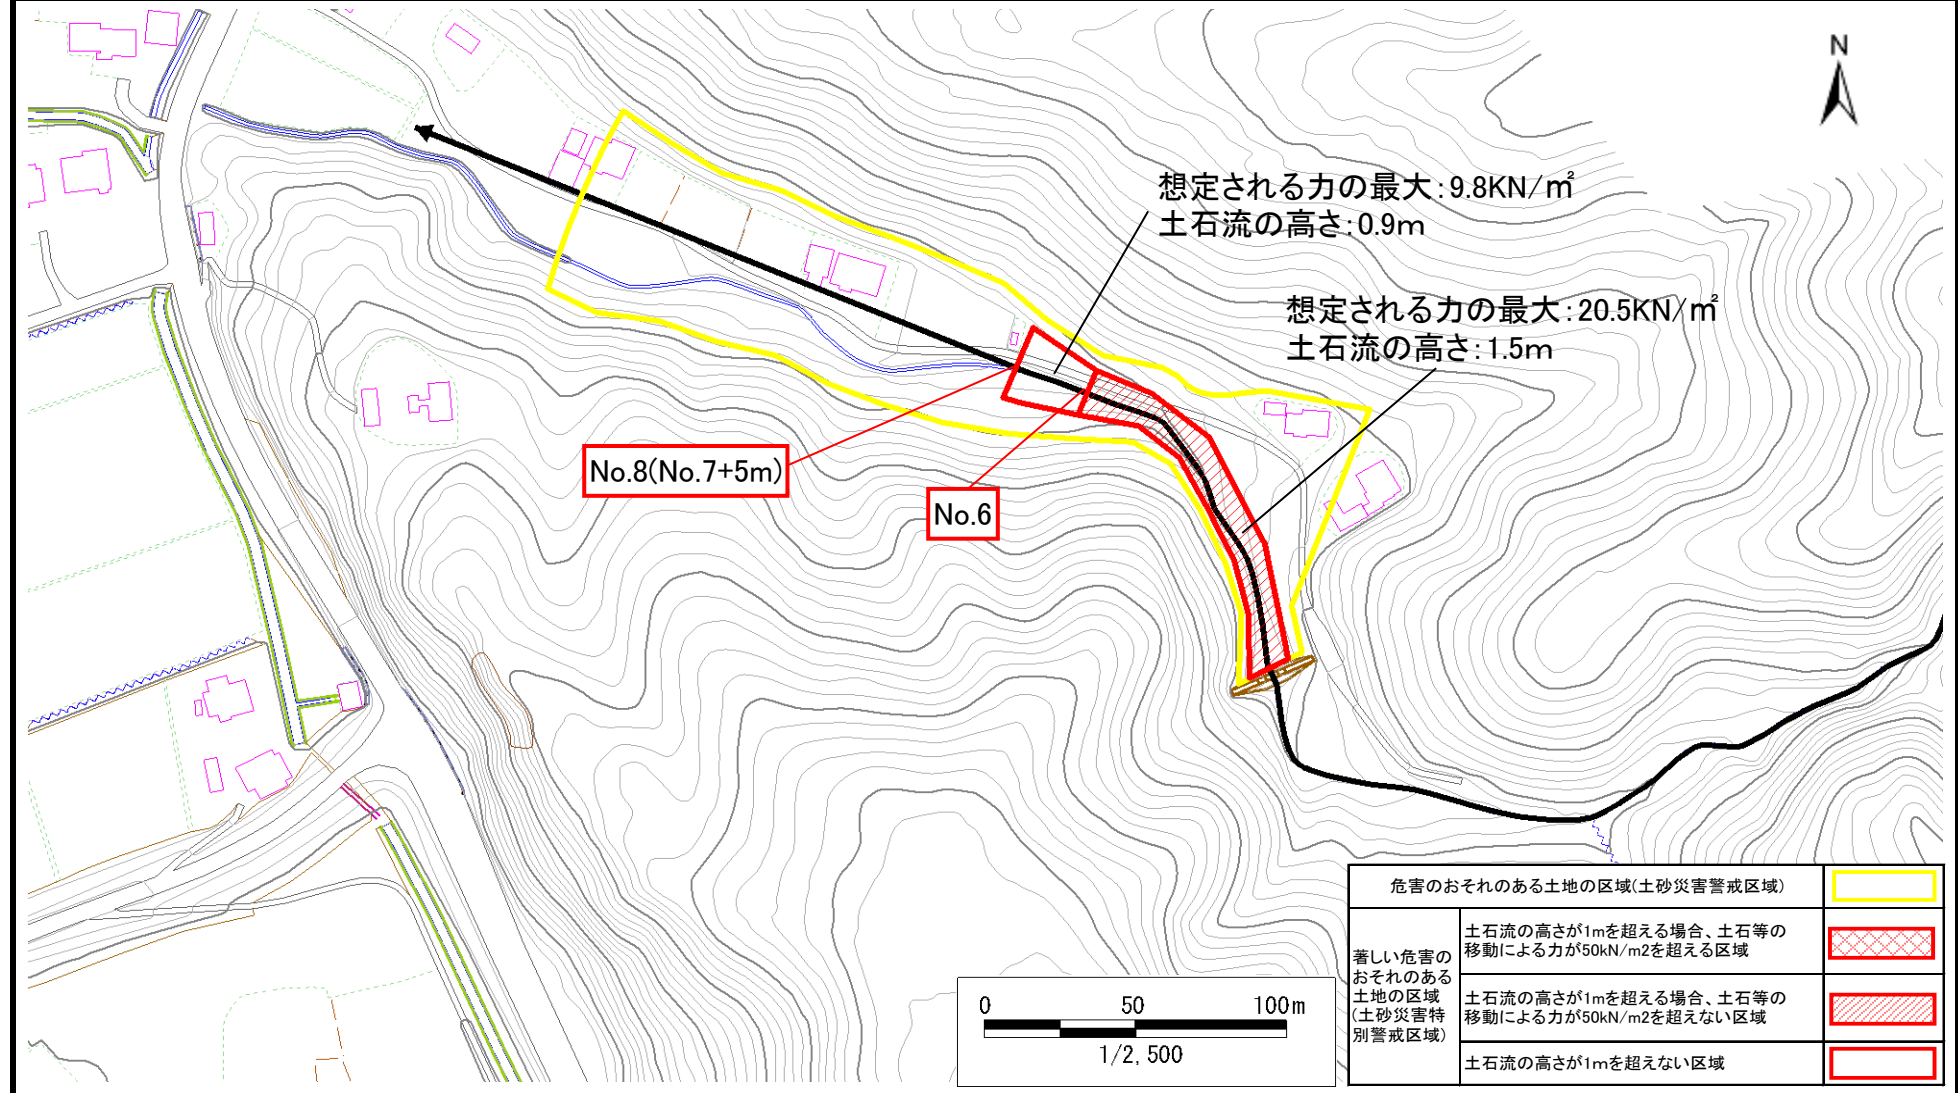 N
想定される力の最大:9.8KN/㎡
土石流の高さ:0.9m
想定される力の最大:20.5KN/㎡
土石流の高さ:1.5m
No.8(No.7+5m)
No.6
0 50 100m
1/2,500
危害のおそれのある土地の区域(土砂災害警戒区域)
著しい危害の
おそれのある
土地の区域
(土砂災害特
別警戒区域)
土石流の高さが1mを超える場合、土石等の
移動による力が50kN/m2を超える区域
土石流の高さが1mを超える場合、土石等の
移動による力が50kN/m2を超えない区域
土石流の高さが1mを超えない区域